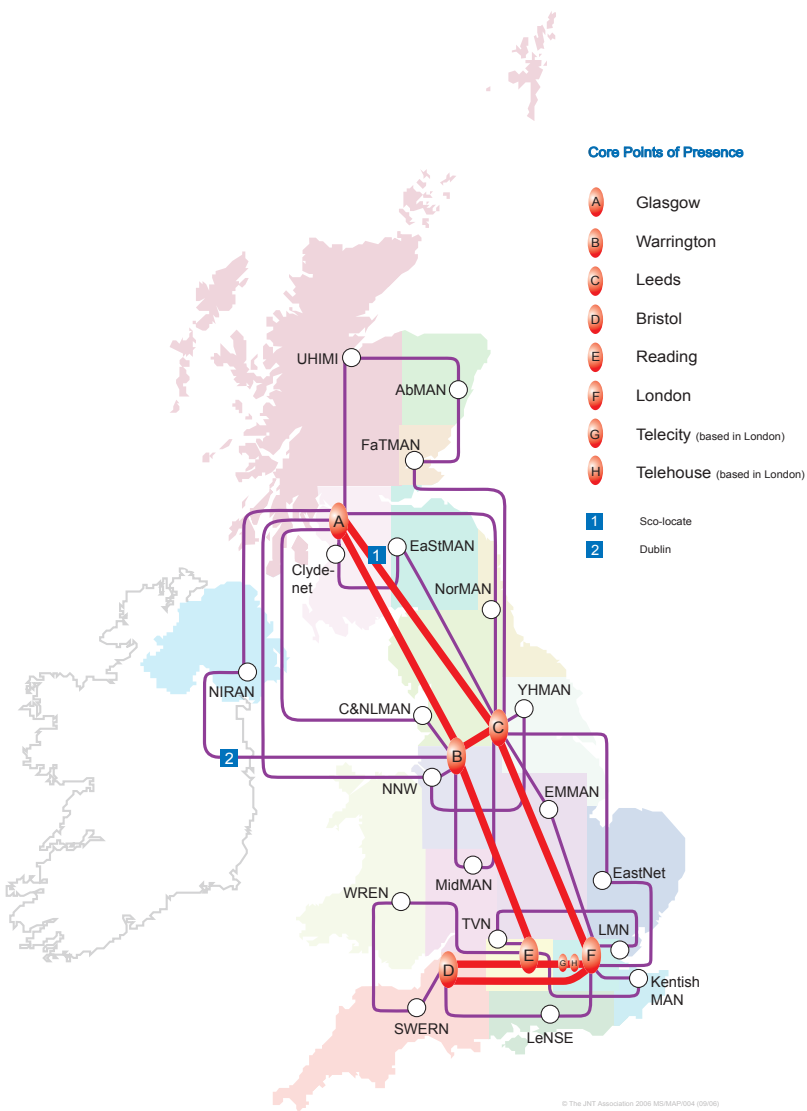 Core Points of Presence
A Glasgow
B Warrington
C Leeds
D Bristol
E Reading
F London
G Telecity (based in London)
H Telehouse (based in London)
1 Sco-locate
2 Dublin
UHIMI
AbMAN
FaTMAN
A
1
EaStMAN
Clyde-
net
NorMAN
NIRAN
C&NLMAN
YHMAN
C
B
2
NNW
EMMAN
MidMAN
EastNet
WREN
TVN
LMN
E
G
H
F
D
Kentish
MAN
SWERN
LeNSE
© The JNT Association 2006 MS/MAP/004 (09/06)